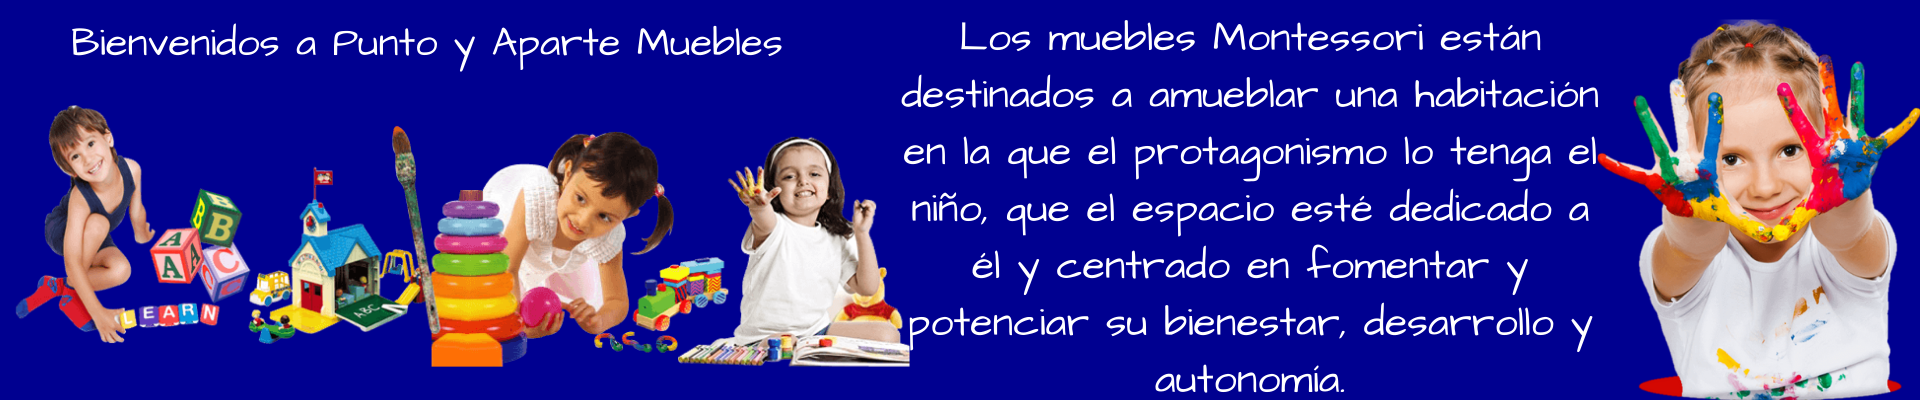 Bienvenidos a Punto y Aparte Muebles
Los muebles Montessori están
destinados a amueblar una habitación
en la que el protagonismo lo tenga el
niño, que el espacio esté dedicado a
él y centrado en fomentar y
potenciar su bienestar, desarrollo y
autonomía.
B
B
A
A
C
LEARN
ABC